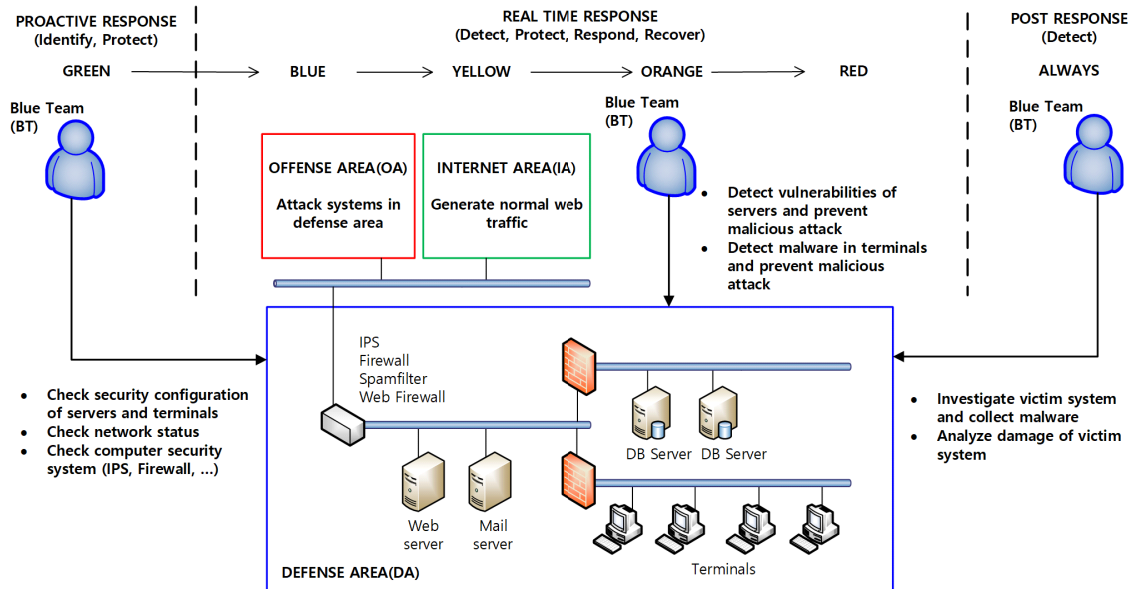 PROACTIVE RESPONSE
(Identify, Protect)
REAL TIME RESPONSE
(Detect, Protect, Respond, Recover)
POST RESPONSE
(Detect)
GREEN
BLUE
YELLOW
ORANGE
RED
ALWAYS
Blue Team
(BT)
Blue Team
(BT)
Blue Team
(BT)
OFFENSE AREA(OA)
Attack systems in
defense area
INTERNET AREA(IA)
Generate normal web
traffic
• Detect vulnerabilities of
servers and prevent
malicious attack
• Detect malware in terminals
and prevent malicious
attack
IPS
Firewall
Spamfilter
Web Firewall
• Check security configuration
of servers and terminals
• Check network status
• Check computer security
system (IPS, Firewall, ...)
• Investigate victim system
and collect malware
• Analyze damage of victim
system
DB Server
DB Server
Web
server
Mail
server
Terminals
DEFENSE AREA(DA)